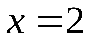 x = 2